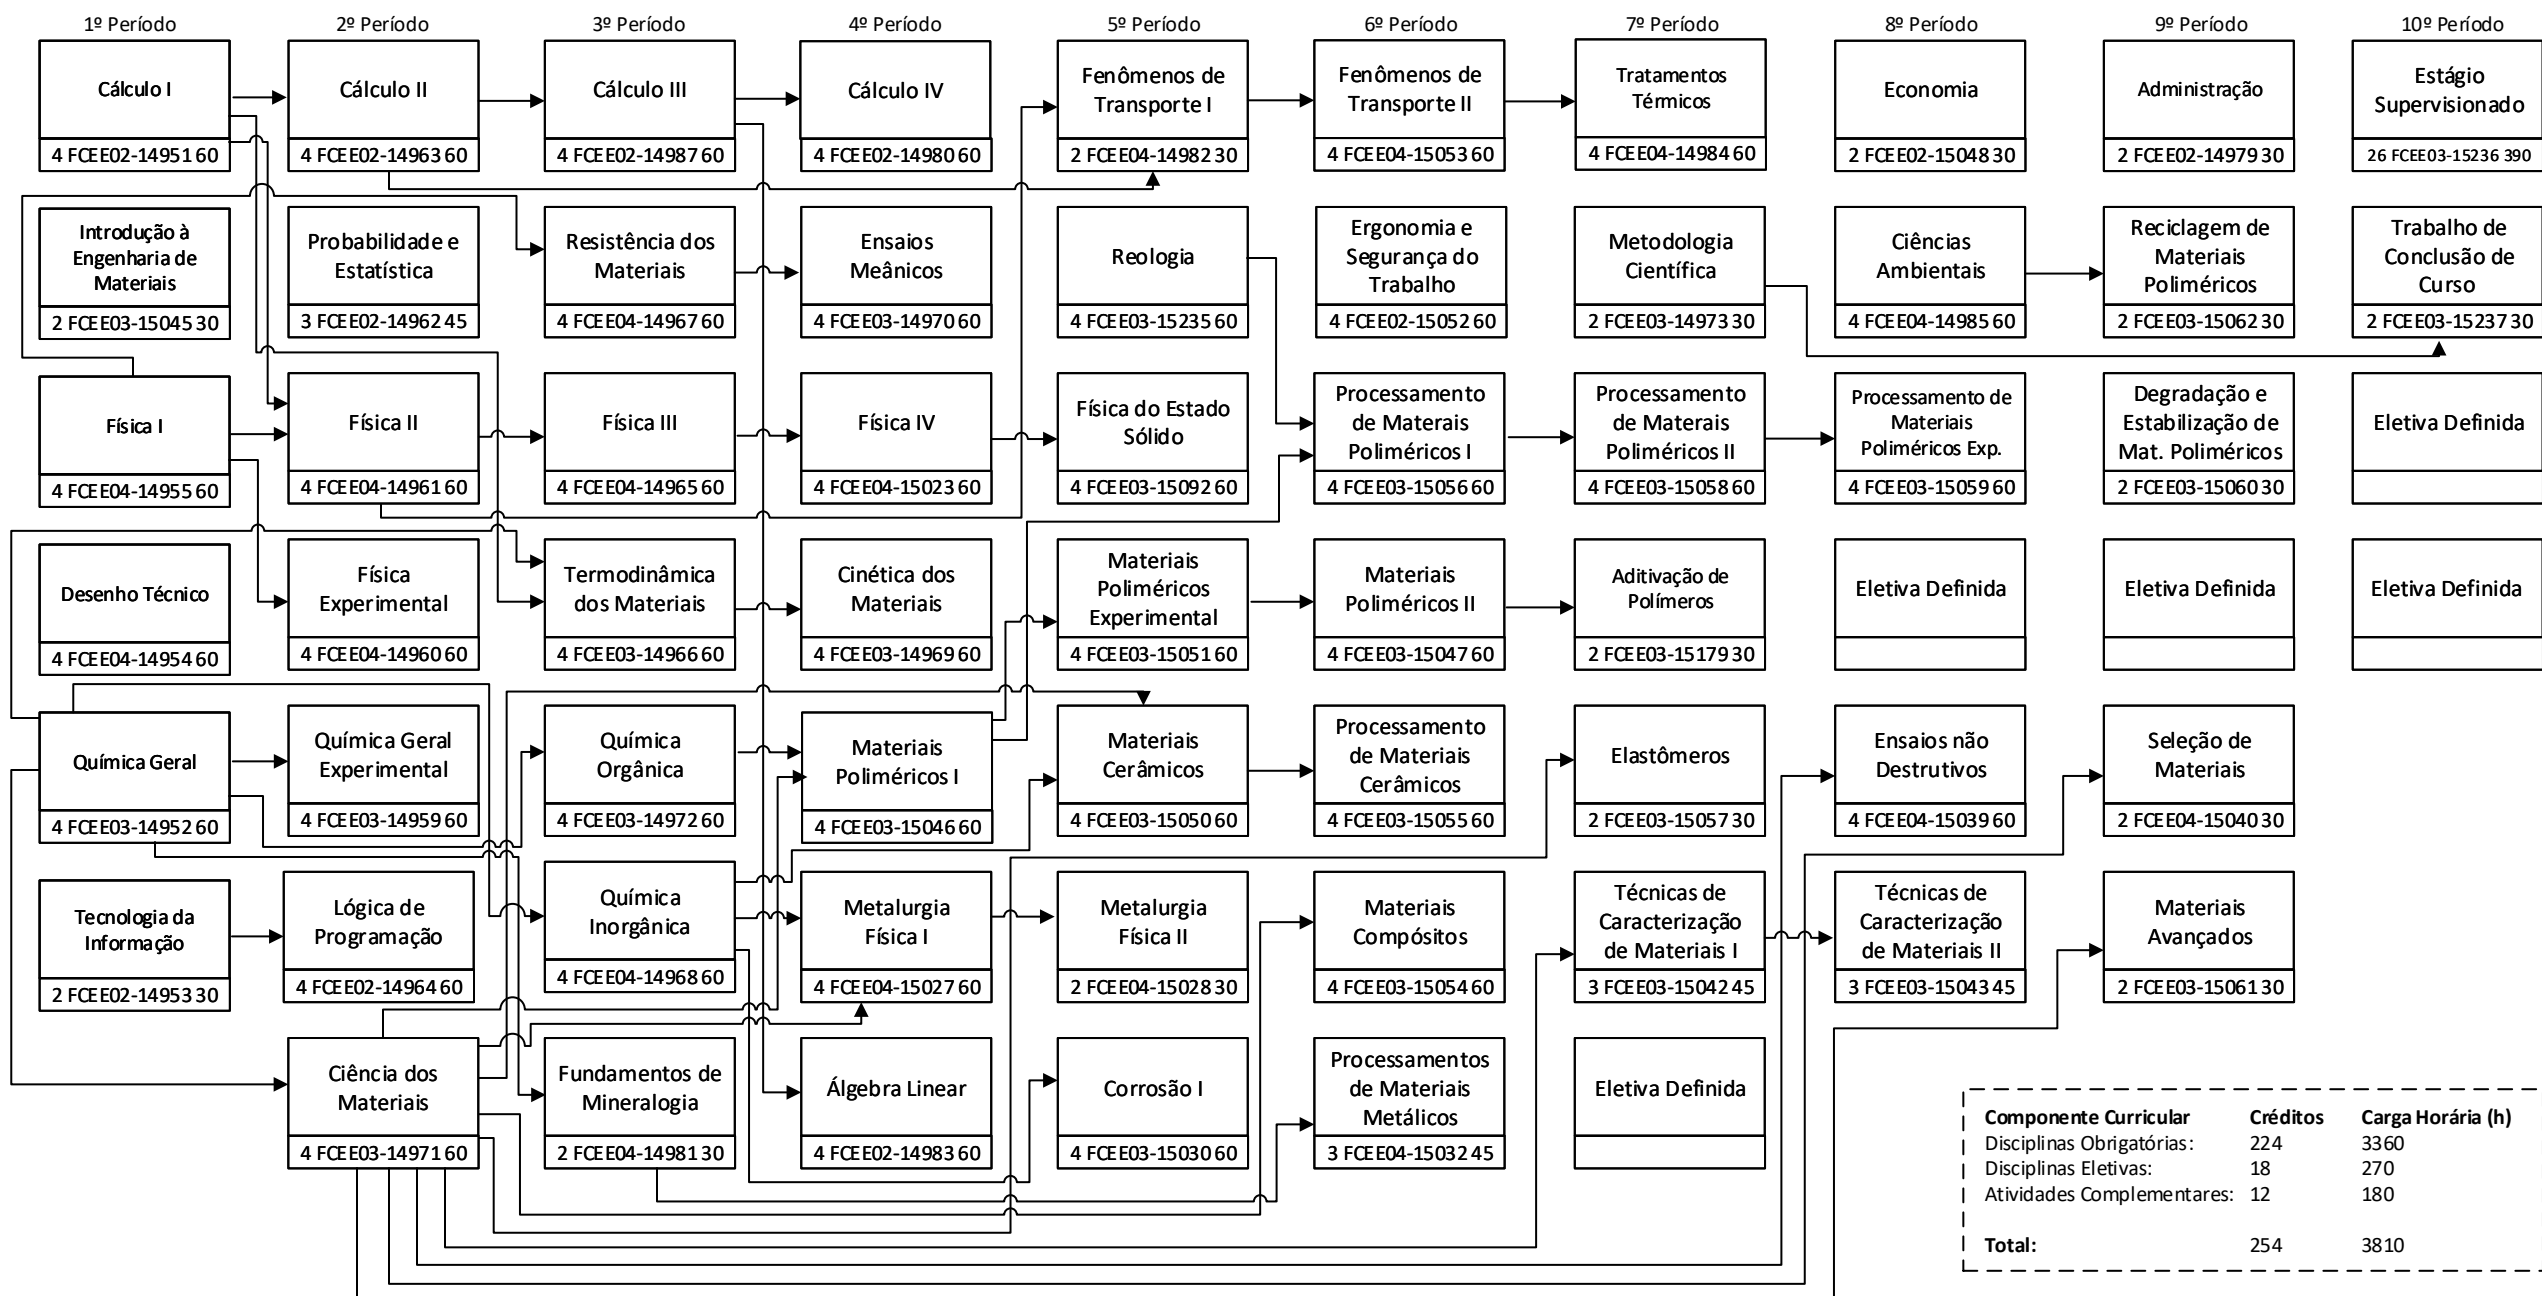 1º Período
2º Período
3º Período
4º Período
5º Período
6º Período
7º Período
8º Período
9º Período
10º Período
Cálculo I
4 FCEE02-14951 60
Cálculo II
4 FCEE02-14963 60
Cálculo III
4 FCEE02-14987 60
Cálculo IV
4 FCEE02-14980 60
Fenômenos de
Transporte I
2 FCEE04-14982 30
Fenômenos de
Transporte II
4 FCEE04-15053 60
Tratamentos
Térmicos
4 FCEE04-14984 60
Economia
2 FCEE02-15048 30
Administração
2 FCEE02-14979 30
Estágio
Supervisionado
26 FCEE03-15236 390
Introdução à
Engenharia de
Materiais
2 FCEE03-15045 30
Probabilidade e
Estatística
3 FCEE02-14962 45
Resistência dos
Materiais
4 FCEE04-14967 60
Ensaios
Meânicos
4 FCEE03-14970 60
Reologia
4 FCEE03-15235 60
Ergonomia e
Segurança do
Trabalho
4 FCEE02-15052 60
Metodologia
Científica
2 FCEE03-14973 30
Ciências
Ambientais
4 FCEE04-14985 60
Reciclagem de
Materiais
Poliméricos
2 FCEE03-15062 30
Trabalho de
Conclusão de
Curso
2 FCEE03-15237 30
Física I
4 FCEE04-14955 60
Física II
4 FCEE04-14961 60
Física III
4 FCEE04-14965 60
Física IV
4 FCEE04-15023 60
Física do Estado
Sólido
4 FCEE03-15092 60
Processamento
de Materais
Poliméricos I
4 FCEE03-15056 60
Processamento
de Materais
Poliméricos II
4 FCEE03-15058 60
Processamento de
Materiais
Poliméricos Exp.
4 FCEE03-15059 60
Degradação e
Estabilização de
Mat. Poliméricos
2 FCEE03-15060 30
Eletiva Definida
Desenho Técnico
4 FCEE04-14954 60
Física
Experimental
4 FCEE04-14960 60
Termodinâmica
dos Materiais
4 FCEE03-14966 60
Cinética dos
Materiais
4 FCEE03-14969 60
Materiais
Poliméricos
Experimental
4 FCEE03-15051 60
Materiais
Poliméricos II
4 FCEE03-15047 60
Aditivação de
Polímeros
2 FCEE03-15179 30
Eletiva Definida
Eletiva Definida
Eletiva Definida
Química Geral
4 FCEE03-14952 60
Química Geral
Experimental
4 FCEE03-14959 60
Química
Orgânica
4 FCEE03-14972 60
Materiais
Poliméricos I
4 FCEE03-15046 60
Materiais
Cerâmicos
4 FCEE03-15050 60
Processamento
de Materiais
Cerâmicos
4 FCEE03-15055 60
Elastômeros
2 FCEE03-15057 30
Ensaios não
Destrutivos
4 FCEE04-15039 60
Seleção de
Materiais
2 FCEE04-15040 30
Tecnologia da
Informação
2 FCEE02-14953 30
Lógica de
Programação
4 FCEE02-14964 60
Química
Inorgânica
4 FCEE04-14968 60
Metalurgia
Física I
4 FCEE04-15027 60
Metalurgia
Física II
2 FCEE04-15028 30
Materiais
Compósitos
4 FCEE03-15054 60
Técnicas de
Caracterização
de Materiais I
3 FCEE03-15042 45
Técnicas de
Caracterização
de Materiais II
3 FCEE03-15043 45
Materiais
Avançados
2 FCEE03-15061 30
Ciência dos
Materiais
4 FCEE03-14971 60
Fundamentos de
Mineralogia
2 FCEE04-14981 30
Álgebra Linear
4 FCEE02-14983 60
Corrosão I
4 FCEE03-15030 60
Processamentos
de Materiais
Metálicos
3 FCEE04-15032 45
Eletiva Definida
Componente Curricular Créditos Carga Horária (h)
Disciplinas Obrigatórias: 224 3360
Disciplinas Eletivas: 18 270
Atividades Complementares: 12 180
Total: 254 3810